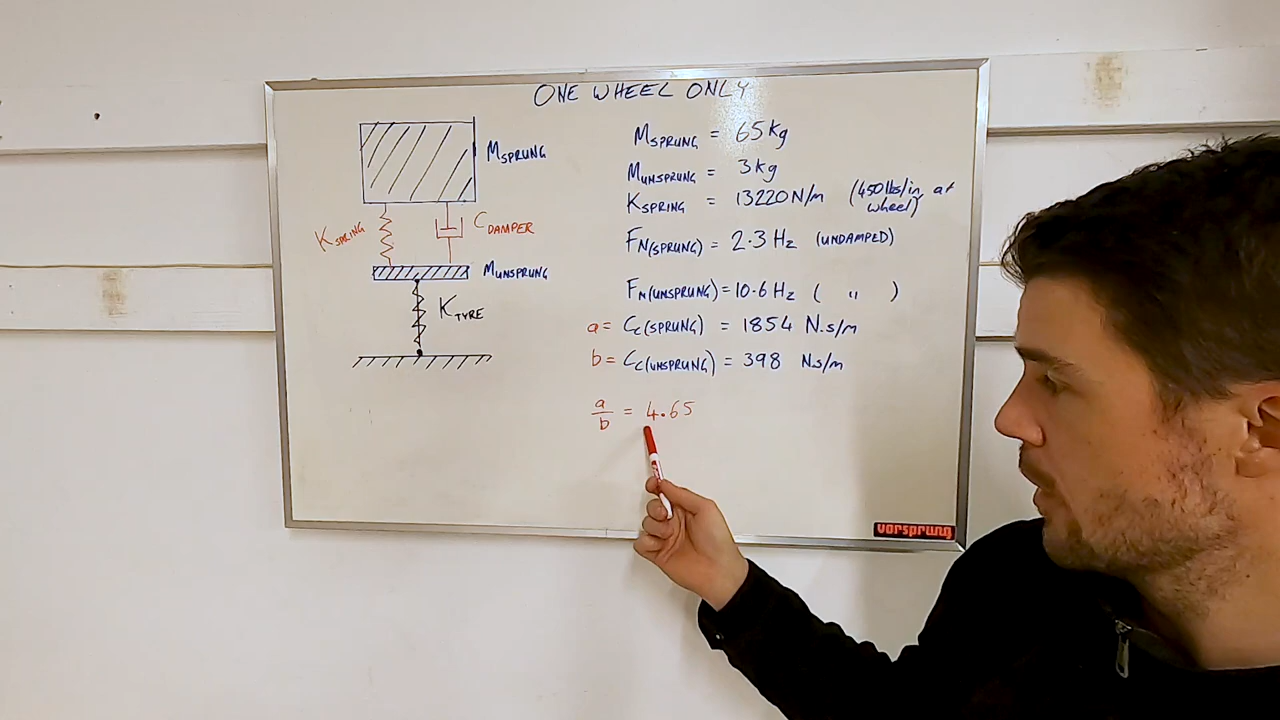 ONE WHEEL ONLY
MSPRUNG
KSPRING
CDAMPER
MUNSPRUNG
KTYRE
MSPRUNG = 65kg
MUNSPRUNG = 3kg
KSPRING = 13220N/m (450lbs/in at wheel)
FN(SPRUNG) = 2.3 Hz (UNDAMPED)
FN(UNSPRUNG) = 10.6 Hz ( " )
a = CC(SPRUNG) = 1854 N.s/m
b = CC(UNSPRUNG) = 398 N.s/m
a/b = 4.65
vorsprung